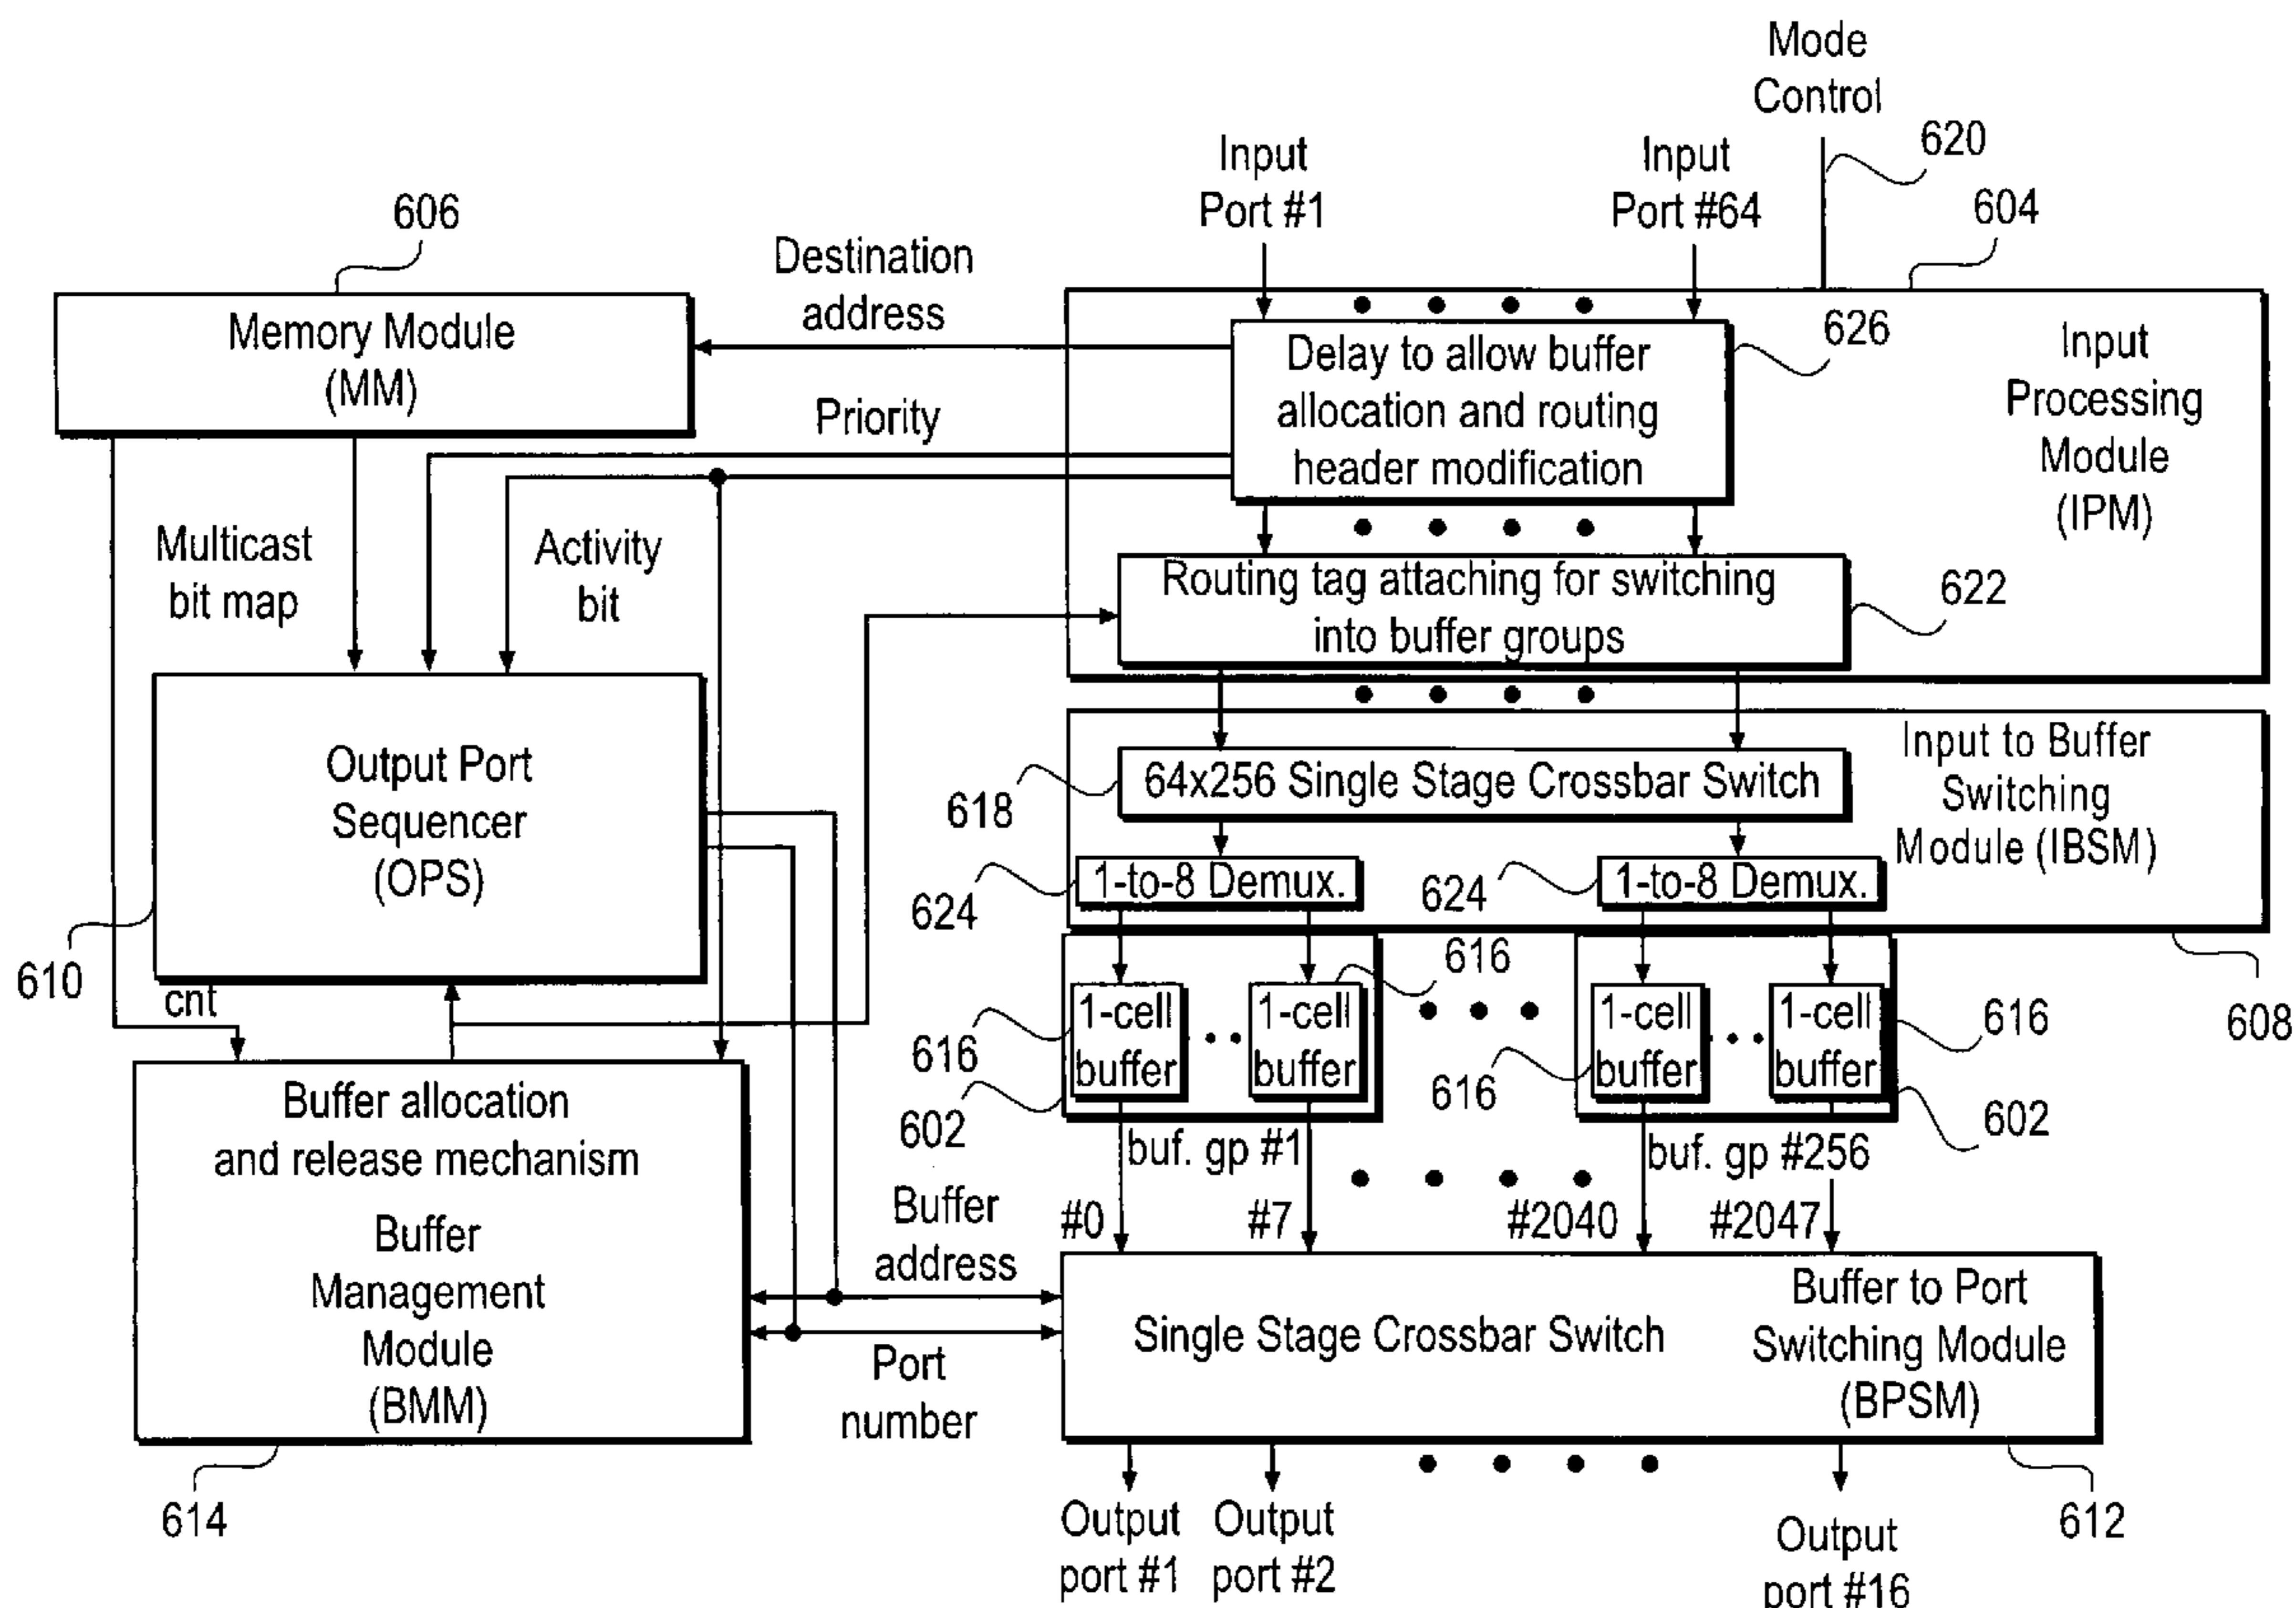 Mode
Control
620
Input
Port #1
Input
Port #64
604
606
Destination
address
Memory Module
(MM)
Priority
Delay to allow buffer
allocation and routing
header modification
626
Input
Processing
Module
(IPM)
Multicast
bit map
Activity
bit
Routing tag attaching for switching
into buffer groups
622
Output Port
Sequencer
(OPS)
610
cnt
64x256 Single Stage Crossbar Switch
618
Input to Buffer
Switching
Module (IBSM)
1-to-8 Demux.
624
1-to-8 Demux.
624
608
1-cell
buffer
616
1-cell
buffer
616
1-cell
buffer
616
1-cell
buffer
616
602
buf. gp #1
602
buf. gp #256
#0
#7
#2040
#2047
Buffer allocation
and release mechanism
Buffer
Management
Module
(BMM)
614
Buffer
address
Port
number
Single Stage Crossbar Switch
Buffer to Port
Switching Module
(BPSM)
612
Output
port #1
Output
port #2
Output
port #16